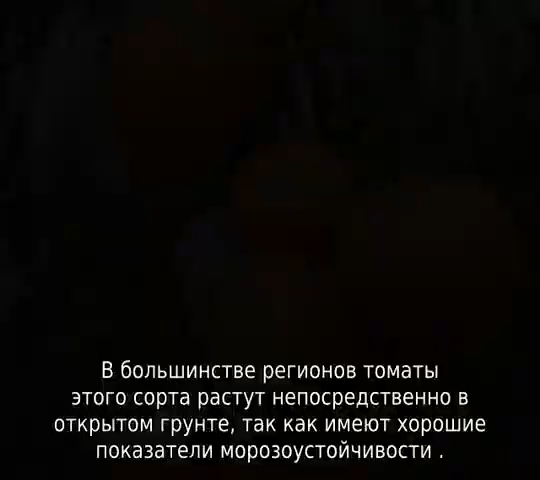 В большинстве регионов томаты
этого сорта растут непосредственно в
открытом грунте, так как имеют хорошие
показатели морозоустойчивости .